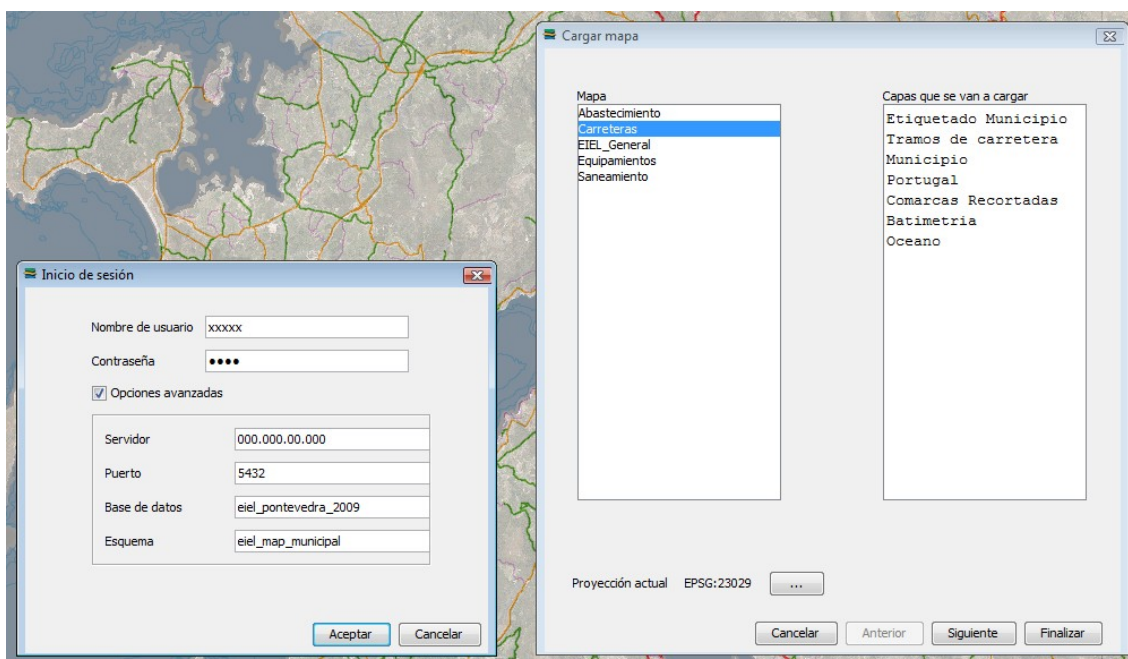 Cargar mapa
Mapa
Abastecimiento
Carreteras
EIEL_General
Equipamientos
Saneamiento
Capas que se van a cargar
Etiquetado Municipio
Tramos de carretera
Municipio
Portugal
Comarcas Recortadas
Batimetria
Oceano
Proyección actual EPSG:23029 ...
Cancelar Anterior Siguiente Finalizar
Inicio de sesión
Nombre de usuario xxxxx
Contraseña ●●●●
Opciones avanzadas
Servidor 000.000.00.000
Puerto 5432
Base de datos eiel_pontevedra_2009
Esquema eiel_map_municipal
Aceptar Cancelar